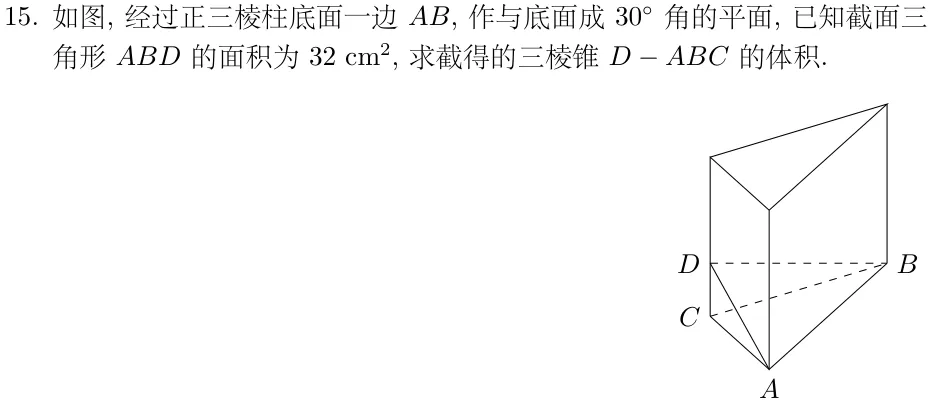 15. 如图, 经过正三棱柱底面一边 AB, 作与底面成 30° 角的平面, 已知截面三
角形 ABD 的面积为 32 cm², 求截得的三棱锥 D − ABC 的体积.
D
B
C
A